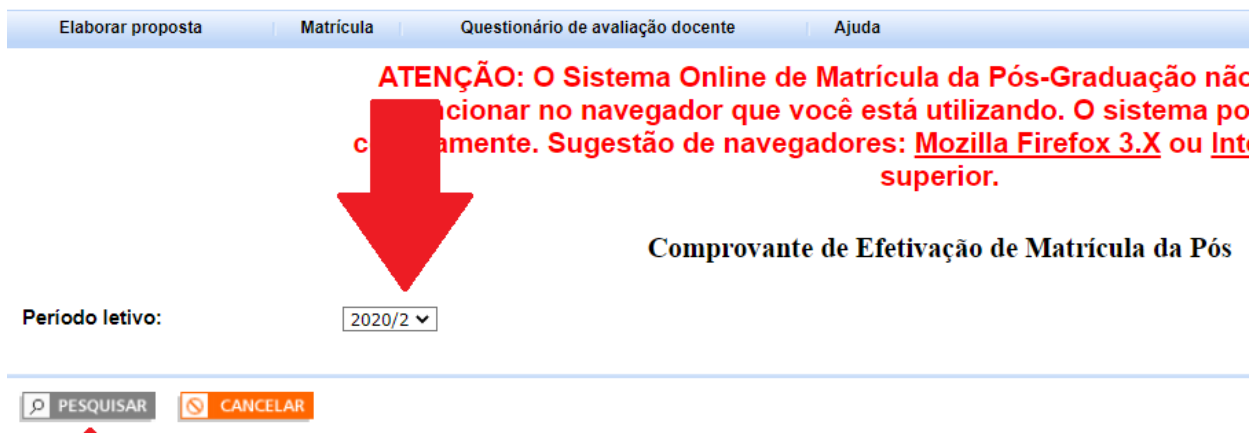 Elaborar proposta Matrícula Questionário de avaliação docente Ajuda
ATENÇÃO: O Sistema Online de Matrícula da Pós-Graduação não
no navegador que você está utilizando. O sistema
Sugestão de navegadores: Mozilla Firefox 3.X ou
superior.
Comprovante de Efetivação de Matrícula da Pós
Período letivo: 2020/2
PESQUISAR CANCELAR